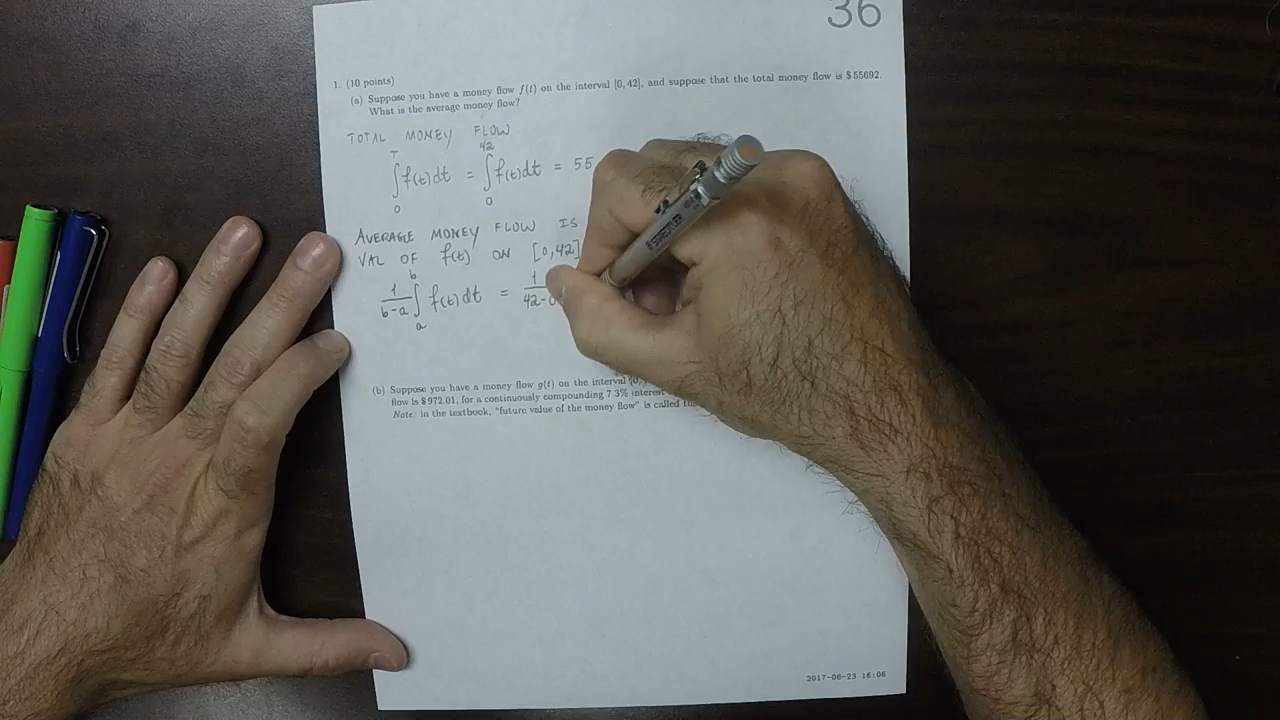 36
1. (10 points)
(a) Suppose you have a money flow f(t) on the interval [0, 42], and suppose that the total money flow is $55692.
What is the average money flow?
TOTAL MONEY FLOW
∫₀ᵀ f(t)dt = ∫₀⁴² f(t)dt = 55
AVERAGE MONEY FLOW IS
VAL OF f(t) ON [0,42]
1/(b-a) ∫ₐᵇ f(t)dt = 1/(42-0
(b) Suppose you have a money flow g(t) on the interval [0,
flow is $972.01, for a continuously compounding 7.3% interest
Note: in the textbook, "future value of the money flow" is called
STAEDTLER
2017-06-23 16:06